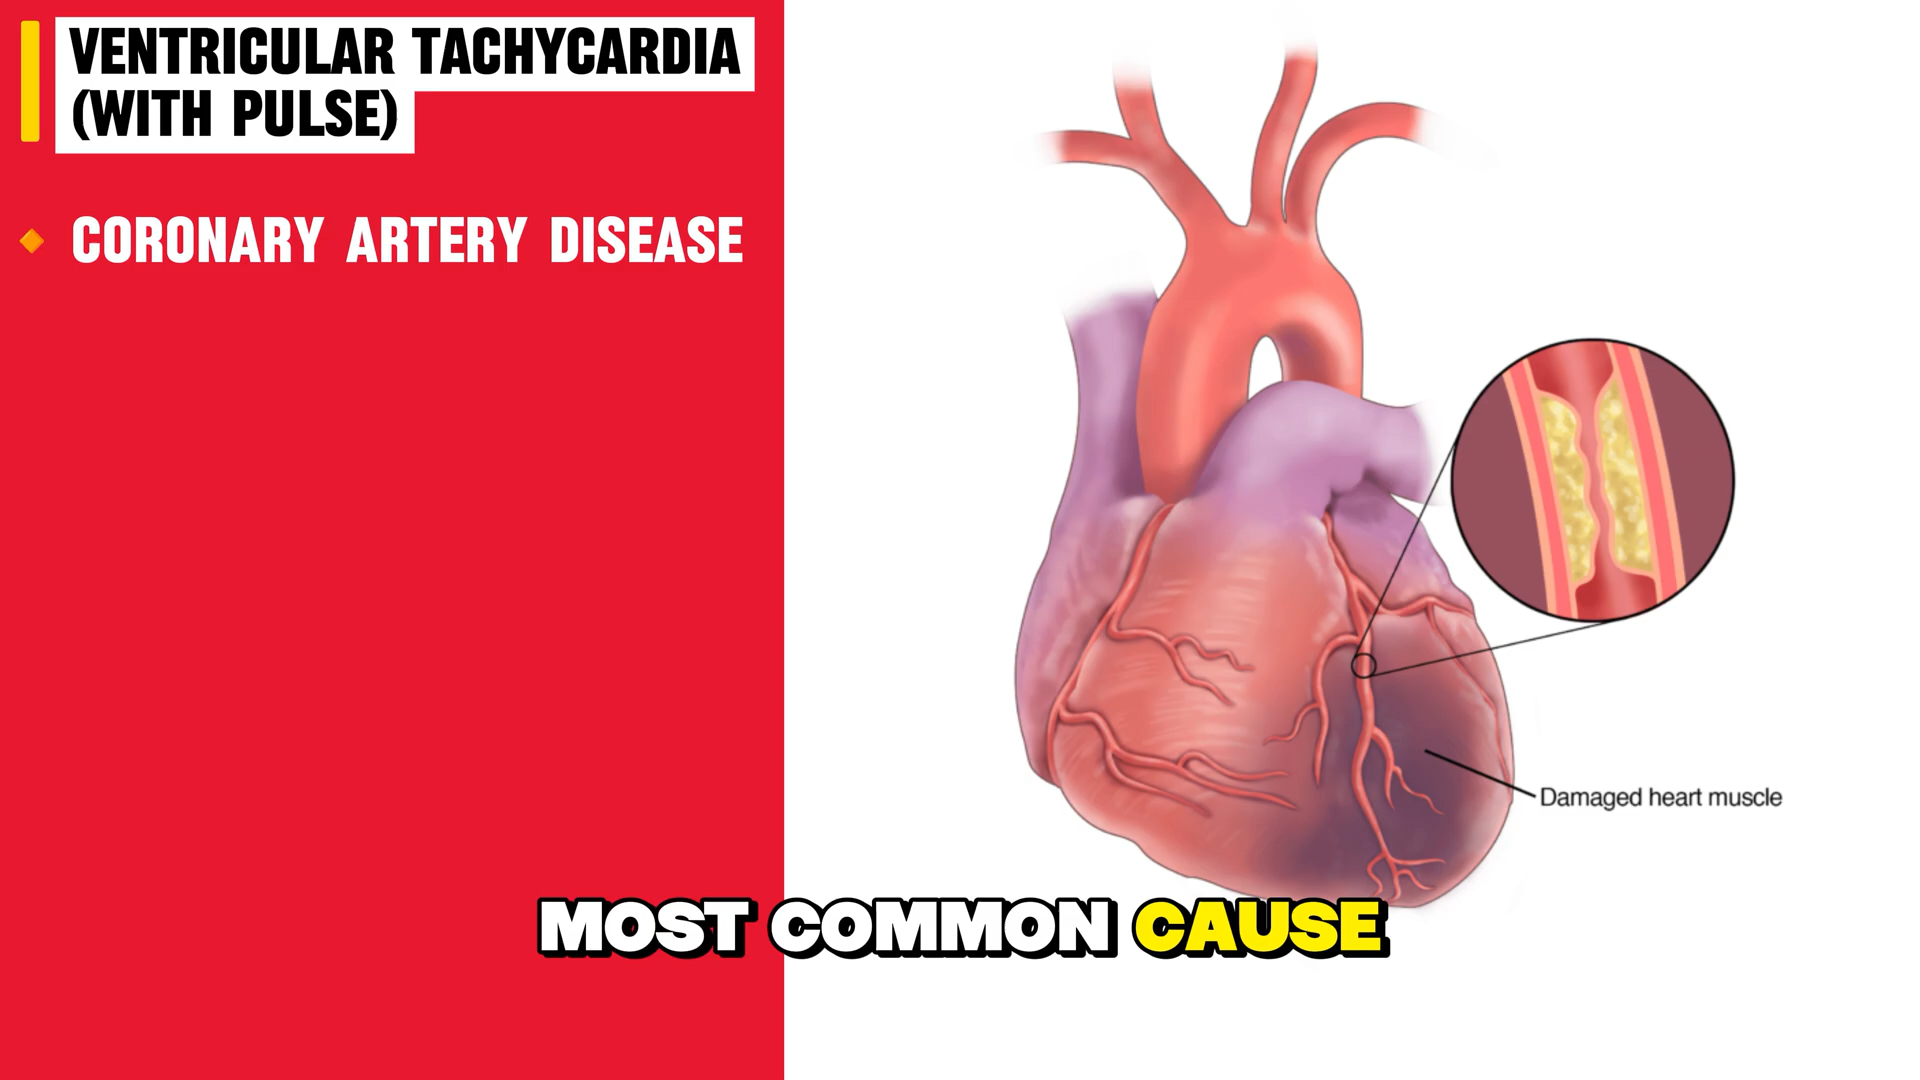 VENTRICULAR TACHYCARDIA
(WITH PULSE)
CORONARY ARTERY DISEASE
Damaged heart muscle
MOST COMMON CAUSE